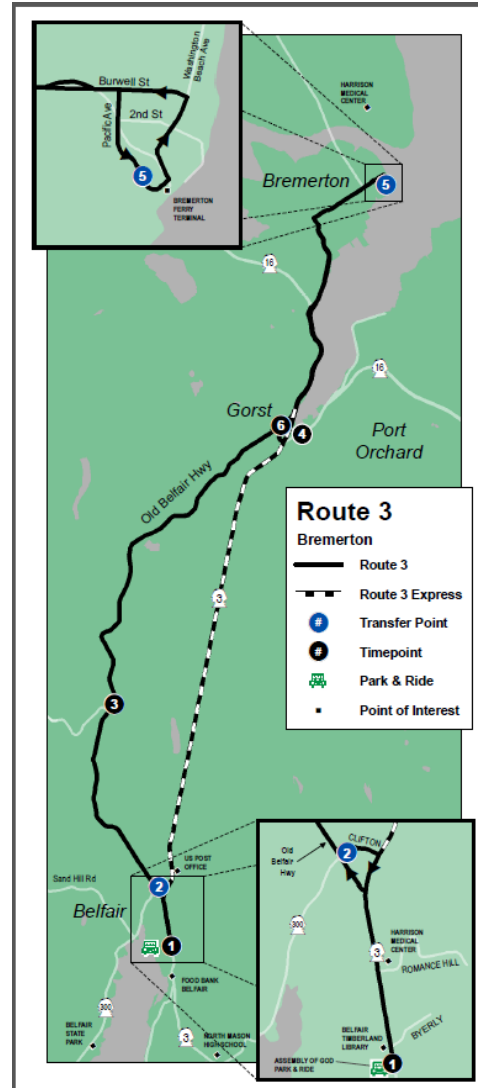 Burwell St
Washington
Beach Ave
2nd St
Pacific Ave
5
BREMERTON
FERRY
TERMINAL
HARRISON
MEDICAL
CENTER
Bremerton
5
16
16
Gorst
6
4
Port
Orchard
Old Belfair Hwy
3
3
Route 3
Bremerton
Route 3
Route 3 Express
# Transfer Point
# Timepoint
Park & Ride
Point of Interest
US POST
OFFICE
Sand Hill Rd
2
Belfair
1
FOOD BANK
BELFAIR
300
BELFAIR
STATE
PARK
3
NORTH MASON
HIGH SCHOOL
Old
Belfair
Hwy
CLIFTON
2
300
3
HARRISON
MEDICAL
CENTER
ROMANCE HILL
BELFAIR
TIMBERLAND
LIBRARY
BYERLY
ASSEMBLY OF GOD
PARK & RIDE
1